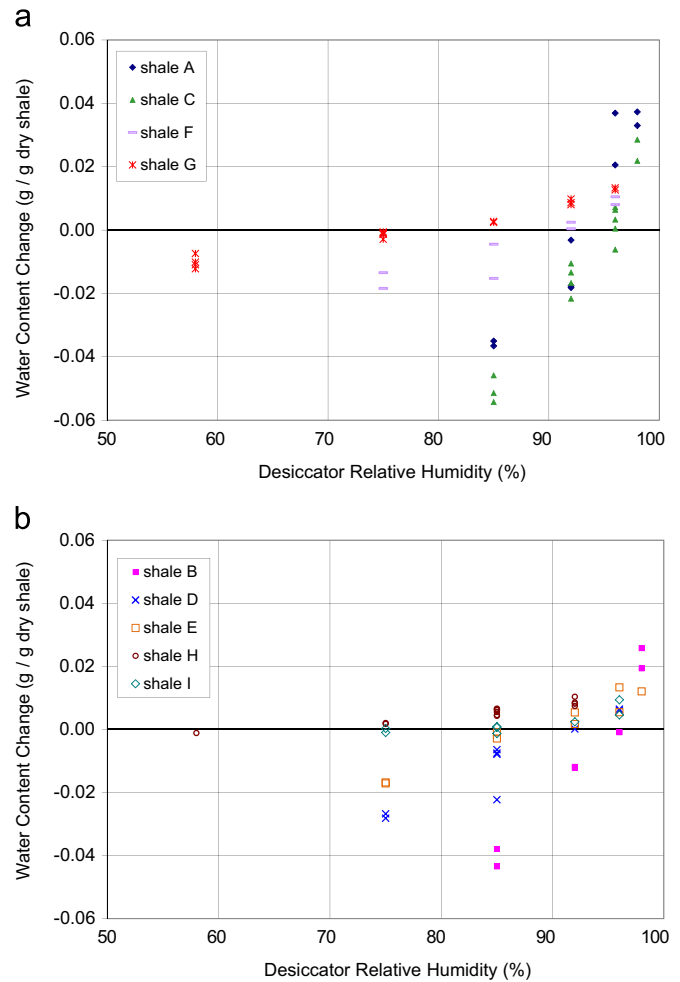 a
Water Content Change (g / g dry shale)
0.06
0.04
0.02
0.00
-0.02
-0.04
-0.06
shale A
shale C
shale F
shale G
50 60 70 80 90 100
Desiccator Relative Humidity (%)
b
Water Content Change (g / g dry shale)
0.06
0.04
0.02
0.00
-0.02
-0.04
-0.06
shale B
shale D
shale E
shale H
shale I
50 60 70 80 90 100
Desiccator Relative Humidity (%)